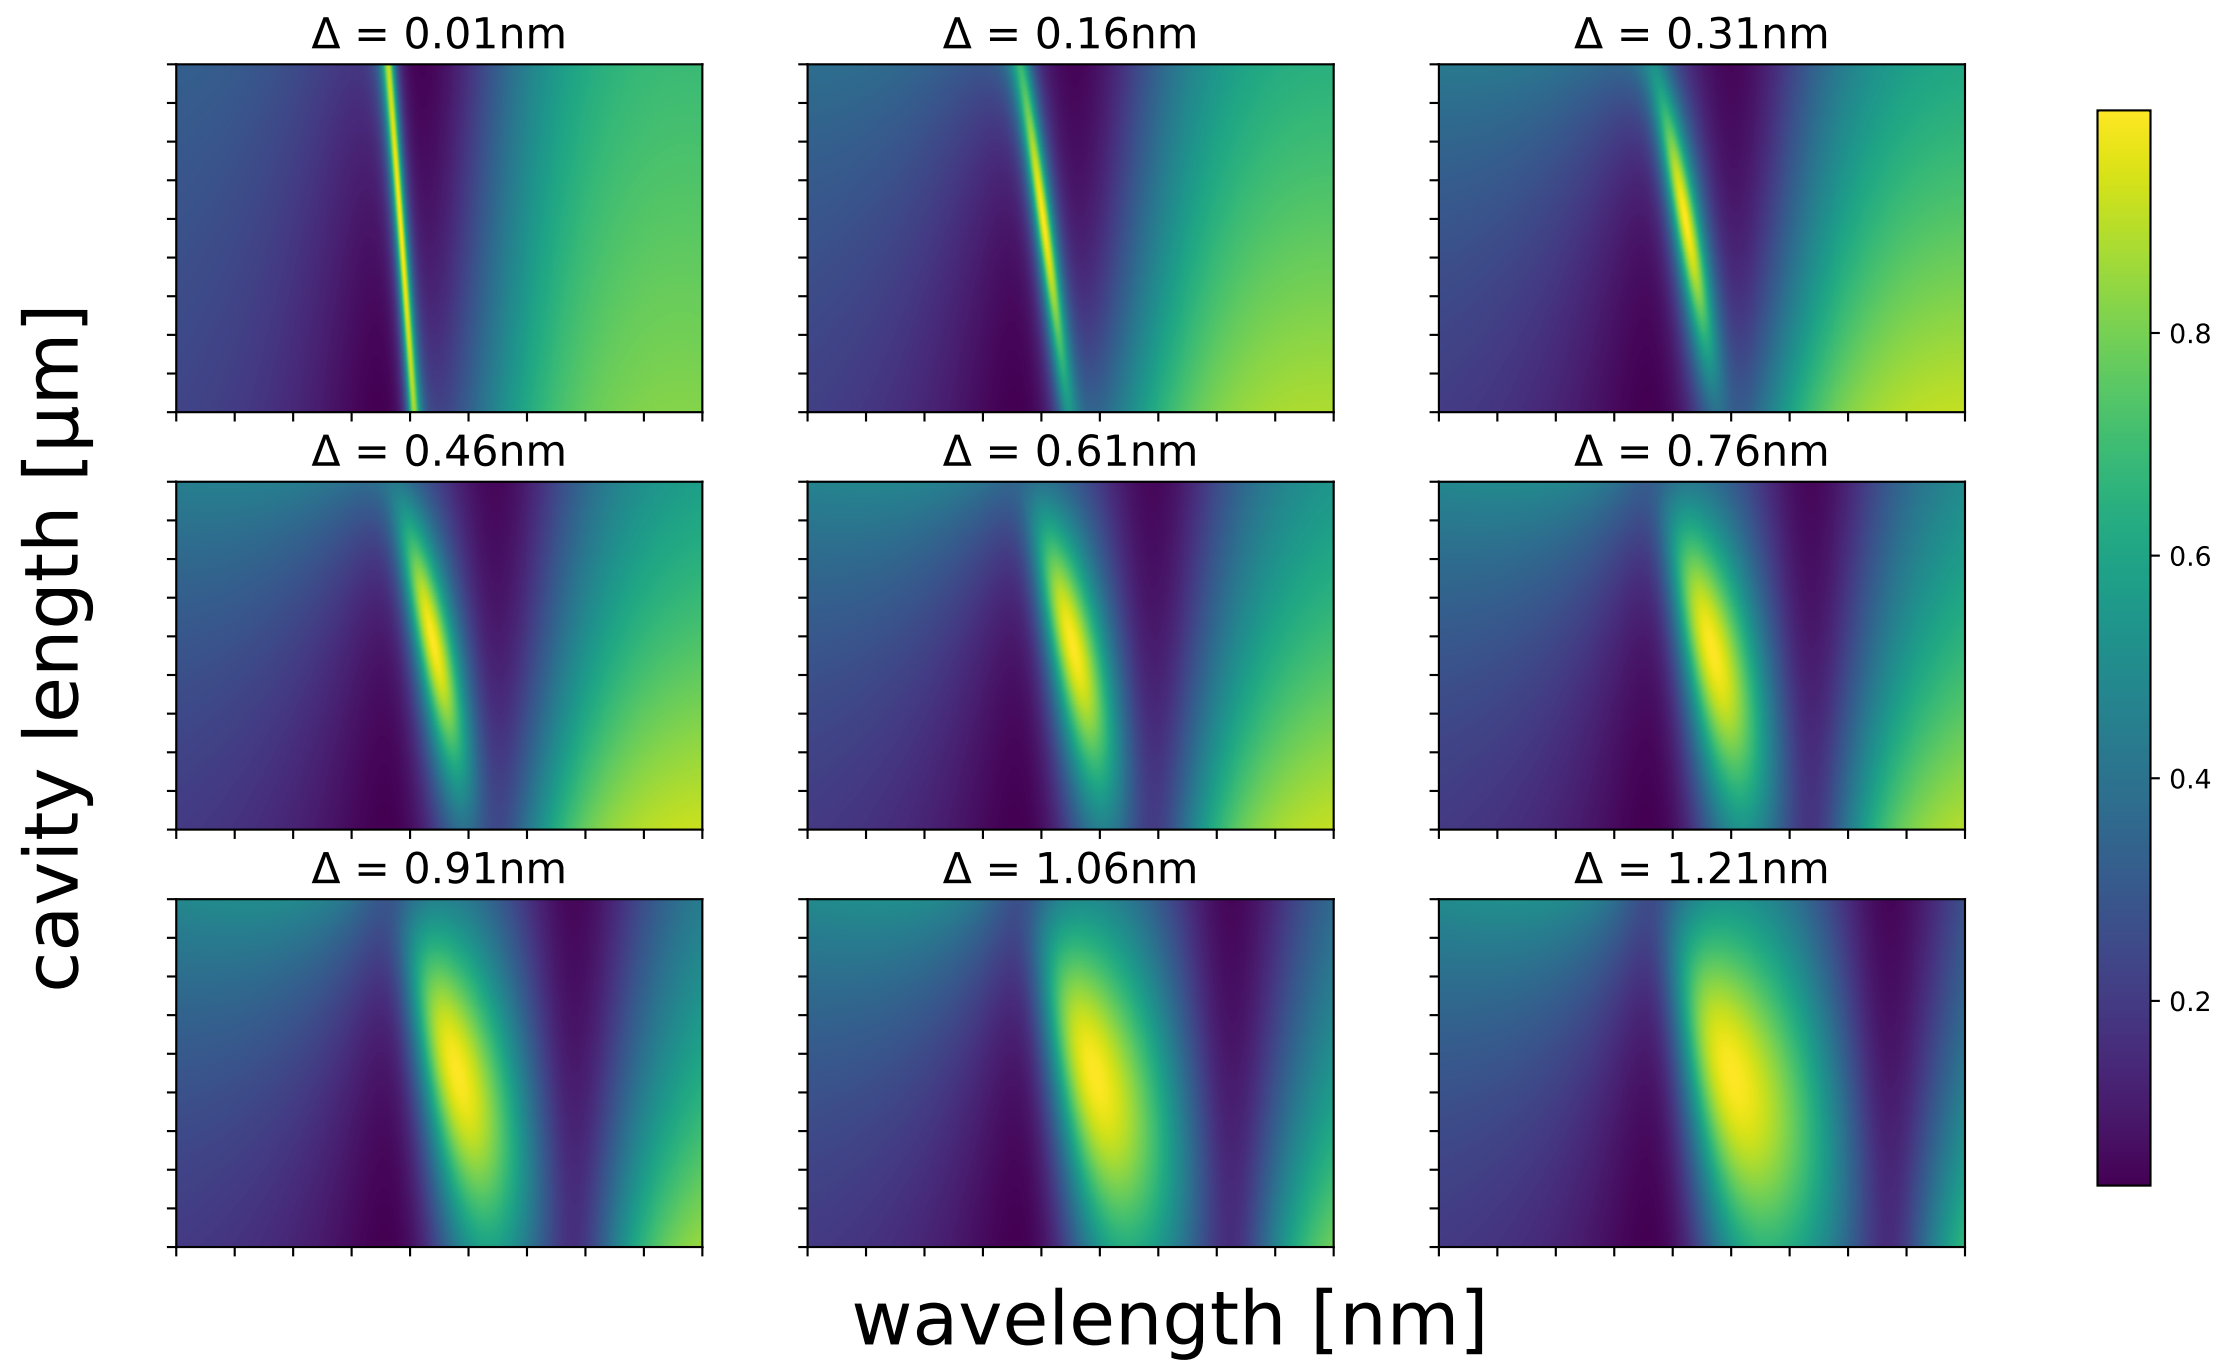 Δ = 0.01nm
Δ = 0.16nm
Δ = 0.31nm
Δ = 0.46nm
Δ = 0.61nm
Δ = 0.76nm
Δ = 0.91nm
Δ = 1.06nm
Δ = 1.21nm
cavity length [μm]
wavelength [nm]
0.8
0.6
0.4
0.2